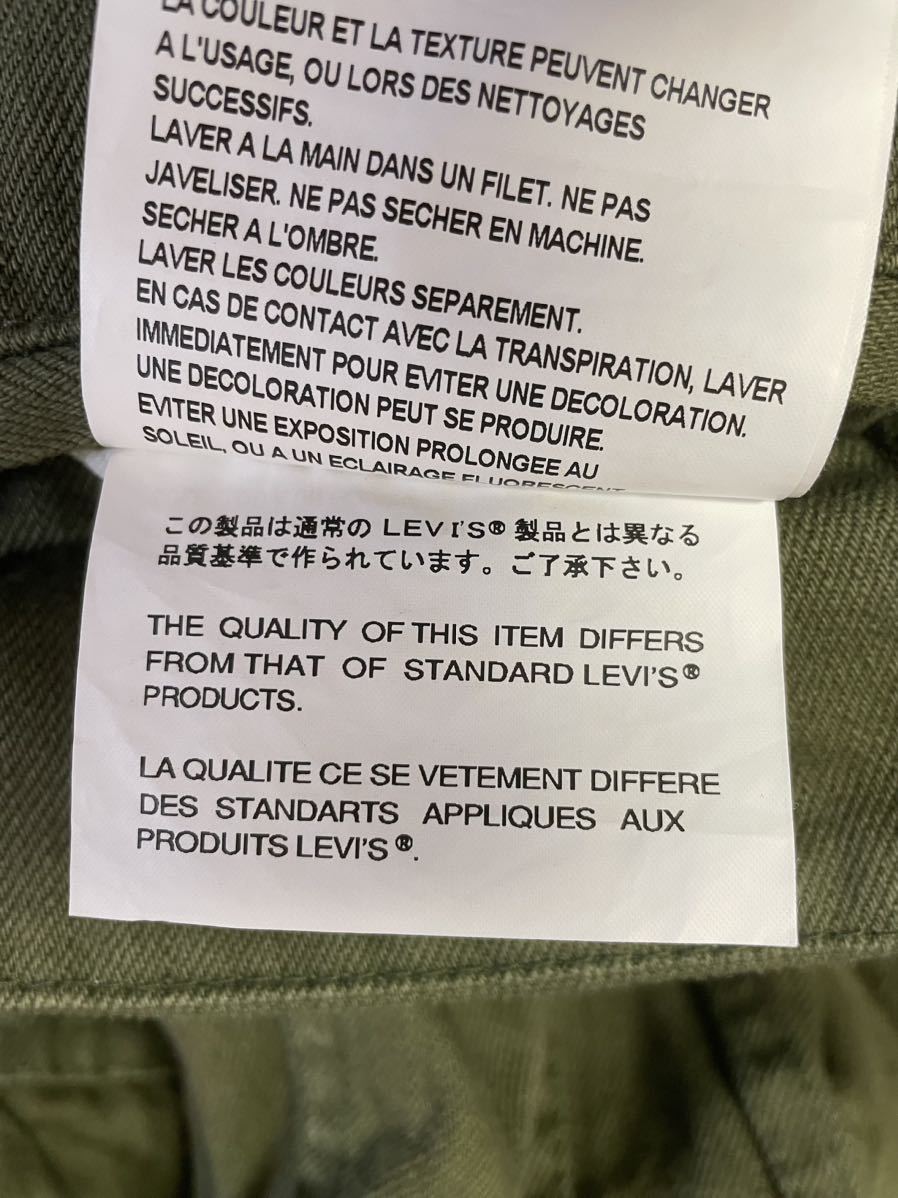 LA COULEUR ET LA TEXTURE PEUVENT CHANGER
A L'USAGE, OU LORS DES NETTOYAGES
SUCCESSIFS.
LAVER A LA MAIN DANS UN FILET. NE PAS
JAVELISER. NE PAS SECHER EN MACHINE.
SECHER A L'OMBRE.
LAVER LES COULEURS SEPAREMENT.
EN CAS DE CONTACT AVEC LA TRANSPIRATION, LAVER
IMMEDIATEMENT POUR EVITER UNE DECOLORATION.
UNE DECOLORATION PEUT SE PRODUIRE.
EVITER UNE EXPOSITION PROLONGEE AU
SOLEIL, OU A UN ECLAIRAGE FLUORESCENT
この製品は通常のLEVI'S®製品とは異なる
品質基準で作られています。ご了承下さい。
THE QUALITY OF THIS ITEM DIFFERS
FROM THAT OF STANDARD LEVI'S®
PRODUCTS.
LA QUALITE CE SE VETEMENT DIFFERE
DES STANDARTS APPLIQUES AUX
PRODUITS LEVI'S®.